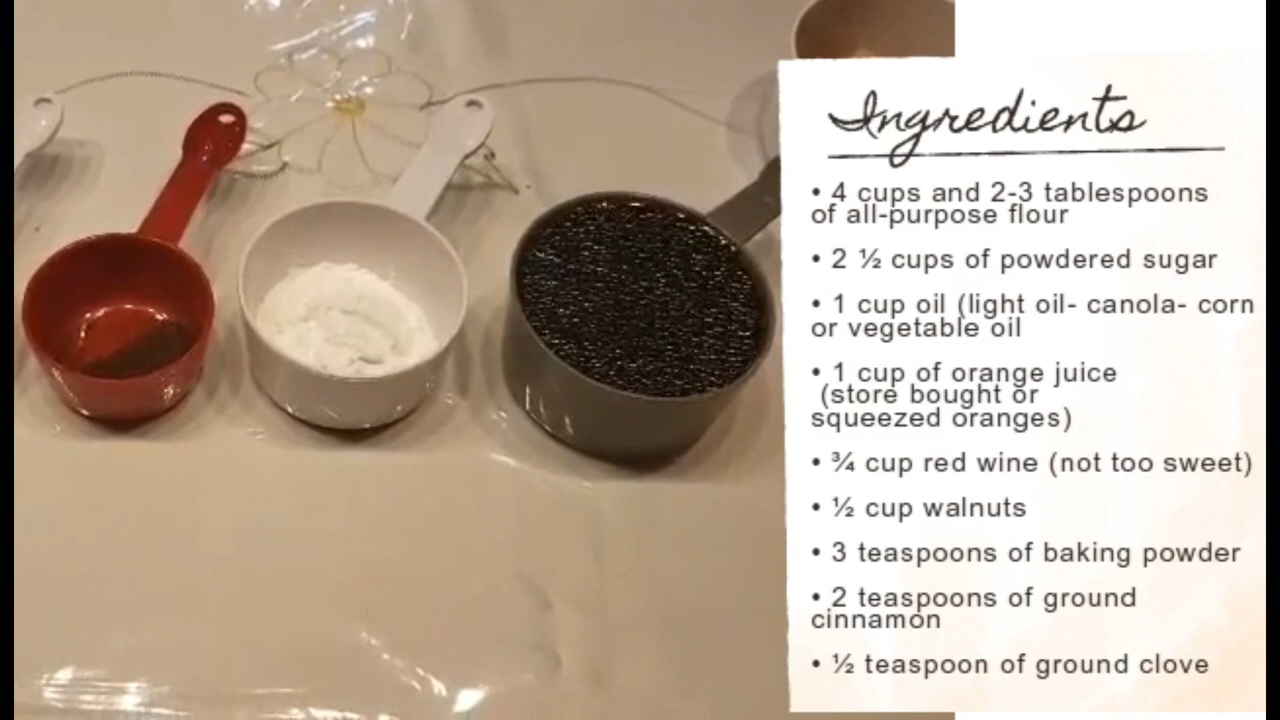 Ingredients
• 4 cups and 2-3 tablespoons
of all-purpose flour
• 2 ½ cups of powdered sugar
• 1 cup oil (light oil- canola- corn
or vegetable oil
• 1 cup of orange juice
(store bought or
squeezed oranges)
• ¾ cup red wine (not too sweet)
• ½ cup walnuts
• 3 teaspoons of baking powder
• 2 teaspoons of ground
cinnamon
• ½ teaspoon of ground clove